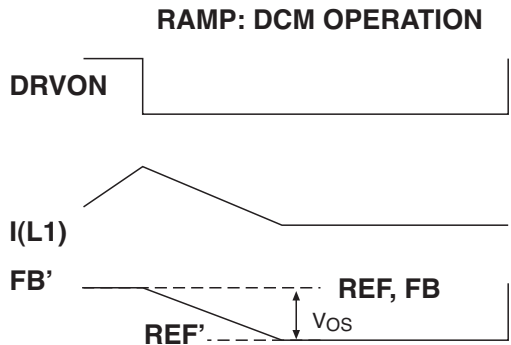 RAMP: DCM OPERATION
DRVON
I(L1)
FB’
REF, FB
VOS
REF’